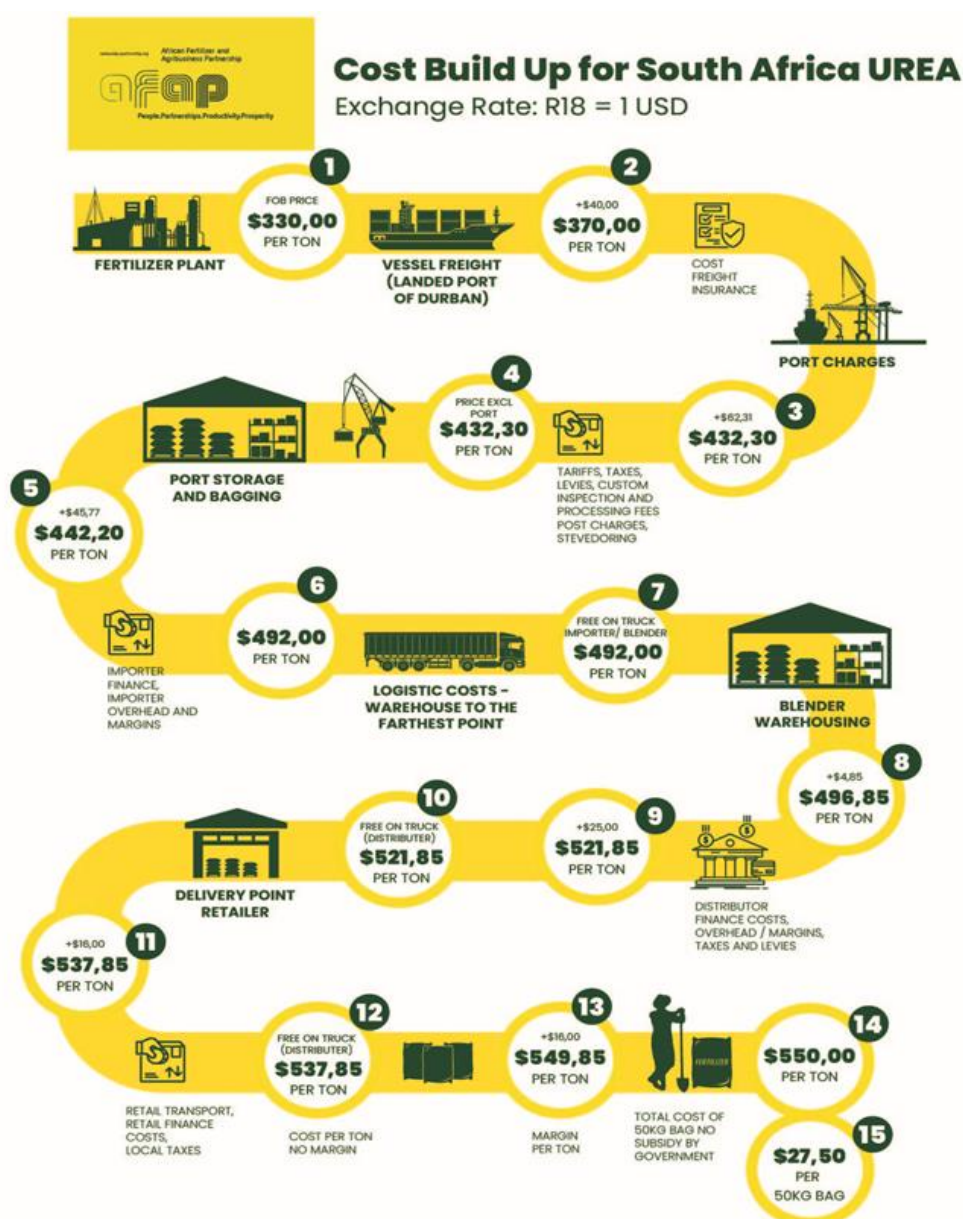 African Fertilizer and
Agribusiness Partnership
afap
People.Partnerships.Productivity.Prosperity
Cost Build Up for South Africa UREA
Exchange Rate: R18 = 1 USD
1
FOB PRICE
$330,00
PER TON
FERTILIZER PLANT
VESSEL FREIGHT
(LANDED PORT
OF DURBAN)
2
+$40,00
$370,00
PER TON
COST
FREIGHT
INSURANCE
PORT CHARGES
3
+$62,31
$432,30
PER TON
TARIFFS, TAXES,
LEVIES, CUSTOM
INSPECTION AND
PROCESSING FEES
POST CHARGES,
STEVEDORING
4
PRICE EXCL
PORT
$432,30
PER TON
PORT STORAGE
AND BAGGING
5
+$45,77
$442,20
PER TON
IMPORTER
FINANCE,
IMPORTER
OVERHEAD AND
MARGINS
6
$492,00
PER TON
LOGISTIC COSTS -
WAREHOUSE TO THE
FARTHEST POINT
7
FREE ON TRUCK
IMPORTER/ BLENDER
$492,00
PER TON
BLENDER
WAREHOUSING
8
+$4,85
$496,85
PER TON
DISTRIBUTOR
FINANCE COSTS,
OVERHEAD / MARGINS,
TAXES AND LEVIES
9
+$25,00
$521,85
PER TON
10
FREE ON TRUCK
(DISTRIBUTER)
$521,85
PER TON
DELIVERY POINT
RETAILER
11
+$16,00
$537,85
PER TON
RETAIL TRANSPORT,
RETAIL FINANCE
COSTS,
LOCAL TAXES
12
FREE ON TRUCK
(DISTRIBUTER)
$537,85
PER TON
COST PER TON
NO MARGIN
13
+$16,00
$549,85
PER TON
MARGIN
PER TON
FERTILIZER
TOTAL COST OF
50KG BAG NO
SUBSIDY BY
GOVERNMENT
14
$550,00
PER TON
15
$27,50
PER
50KG BAG